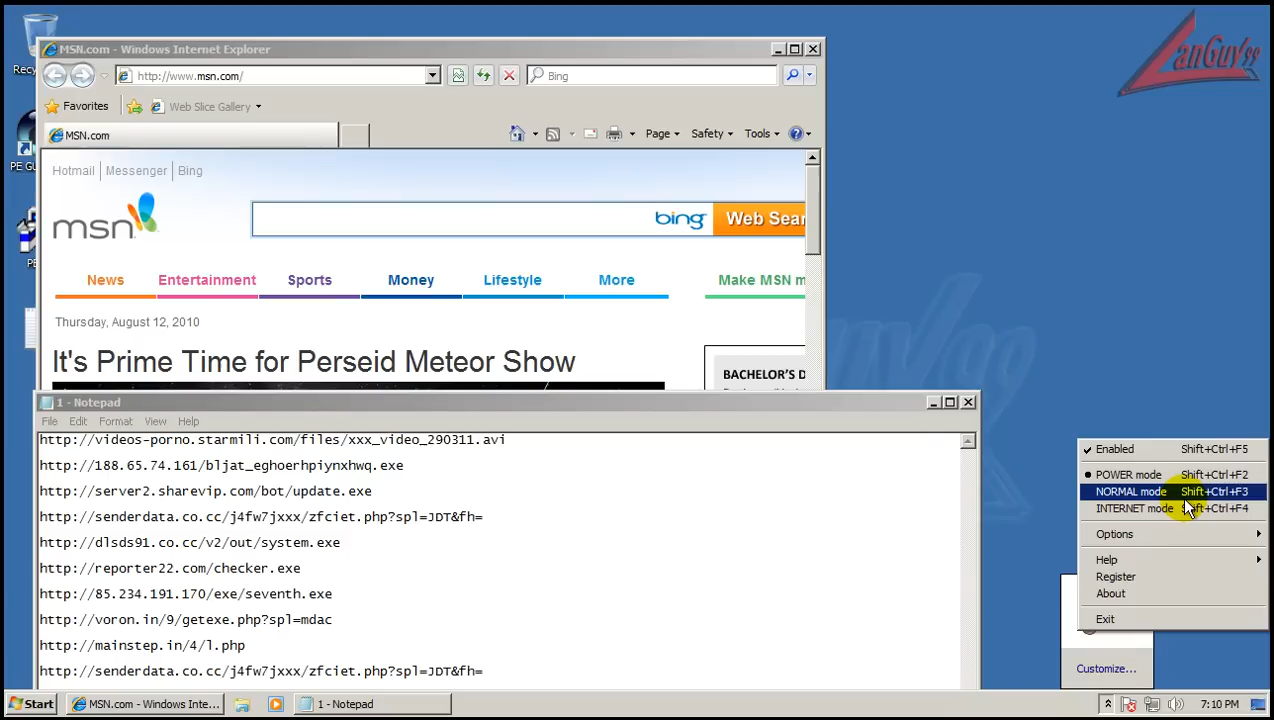 LanGuy99
Recy
PE Gu
PE
MSN.com - Windows Internet Explorer
http://www.msn.com/
Bing
Favorites
Web Slice Gallery
MSN.com
Page
Safety
Tools
Hotmail | Messenger | Bing
msn
bing
Web Sear
News Entertainment Sports Money Lifestyle More
Make MSN m
Thursday, August 12, 2010
It's Prime Time for Perseid Meteor Show
BACHELOR'S D
1 - Notepad
File Edit Format View Help
http://videos-porno.starmili.com/files/xxx_video_290311.avi
http://188.65.74.161/bljat_eghoerhpiynxhwq.exe
http://server2.sharevip.com/bot/update.exe
http://senderdata.co.cc/j4fw7jxxx/zfciet.php?spl=JDT&fh=
http://dlsds91.co.cc/v2/out/system.exe
http://reporter22.com/checker.exe
http://85.234.191.170/exe/seventh.exe
http://voron.in/9/getexe.php?spl=mdac
http://mainstep.in/4/l.php
http://senderdata.co.cc/j4fw7jxxx/zfciet.php?spl=JDT&fh=
Enabled Shift+Ctrl+F5
POWER mode Shift+Ctrl+F2
NORMAL mode Shift+Ctrl+F3
INTERNET mode Shift+Ctrl+F4
Options
Help
Register
About
Exit
Customize...
Start
MSN.com - Windows Inte...
1 - Notepad
7:10 PM